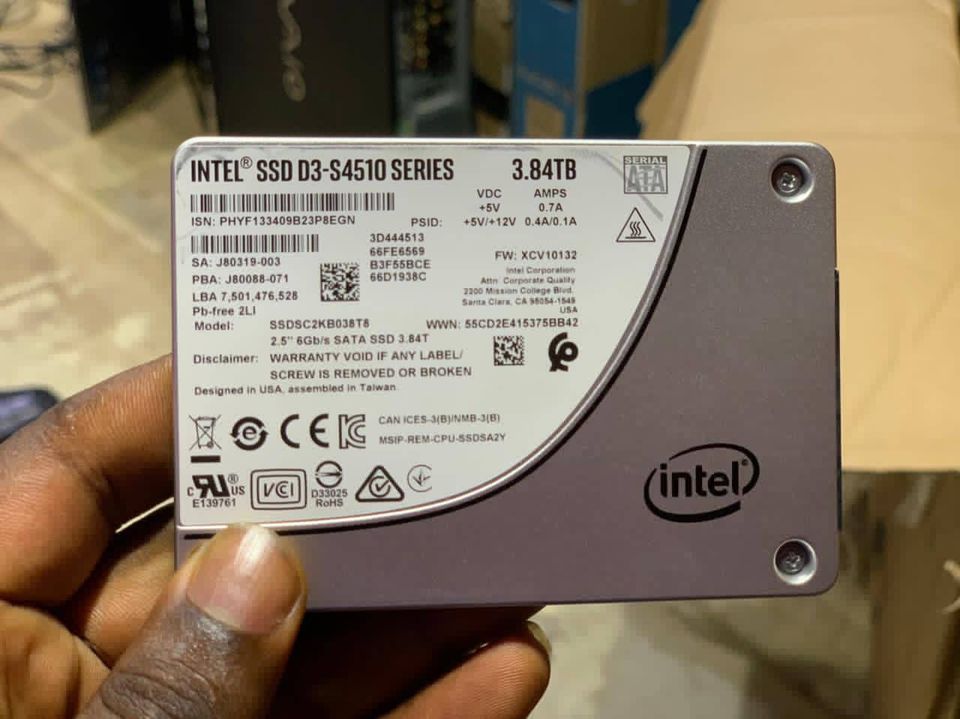 INTEL® SSD D3-S4510 SERIES 3.84TB
SERIAL
ATA
VDC AMPS
+5V 0.7A
ISN: PHYF133409B23P8EGN PSID: +5V/+12V 0.4A/0.1A
3D444513
66FE6569
B3F55BCE
66D1938C
SA: J80319-003
PBA: J80088-071
LBA 7,501,476,528
Pb-free 2LI
FW: XCV10132
Intel Corporation
Attn: Corporate Quality
2200 Mission College Blvd.
Santa Clara, CA 95054-1549
USA
Model: SSDSC2KB038T8 WWN: 55CD2E415375BB42
2.5" 6Gb/s SATA SSD 3.84T
Disclaimer: WARRANTY VOID IF ANY LABEL/
SCREW IS REMOVED OR BROKEN
Designed in USA, assembled in Taiwan
CAN ICES-3(B)/NMB-3(B)
MSIP-REM-CPU-SSDSA2Y
e CE
c RU® US
E139761
VCI
D33025
RoHS
intel®
VAIO